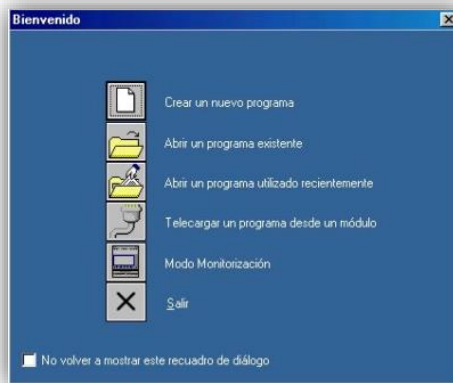 Bienvenido
Crear un nuevo programa
Abrir un programa existente
Abrir un programa utilizado recientemente
Telecargar un programa desde un módulo
Modo Monitorización
Salir
No volver a mostrar este recuadro de diálogo